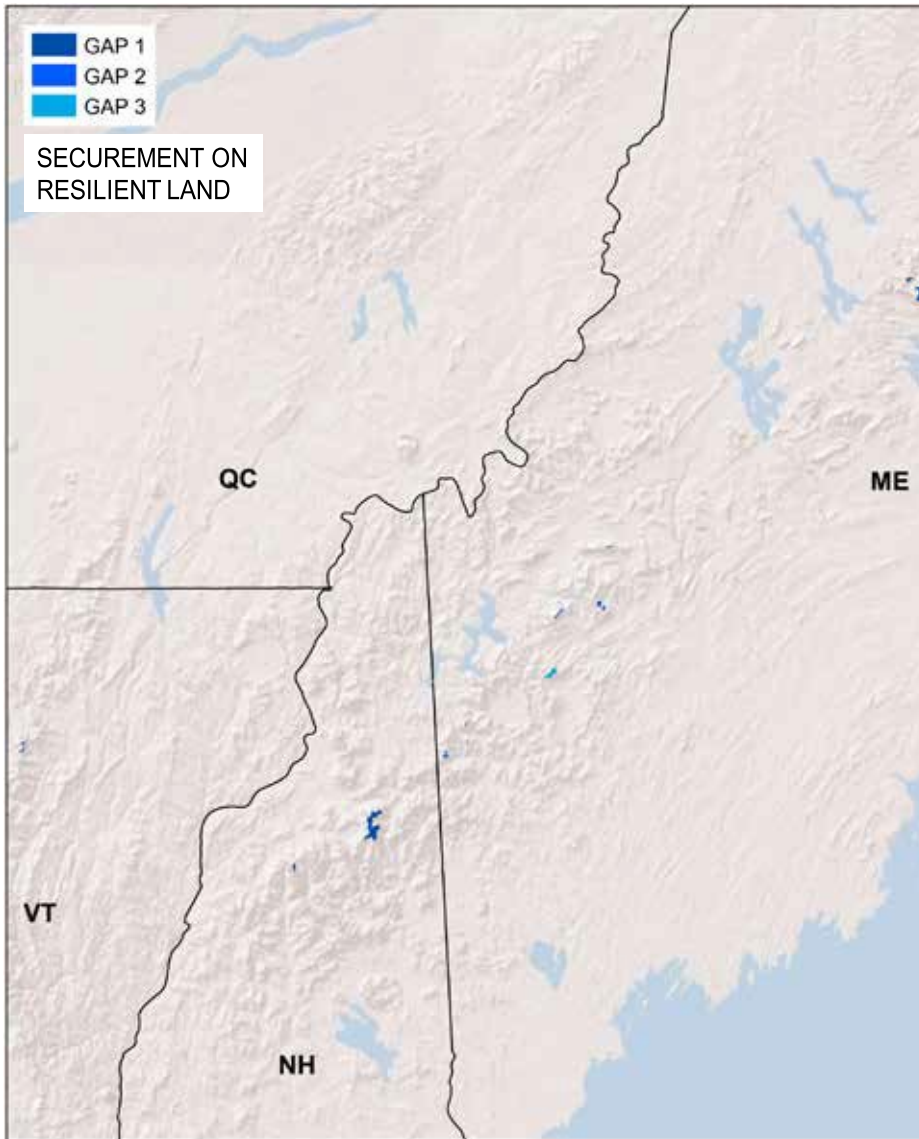 GAP 1
GAP 2
GAP 3
SECUREMENT ON
RESILIENT LAND
QC
ME
VT
NH